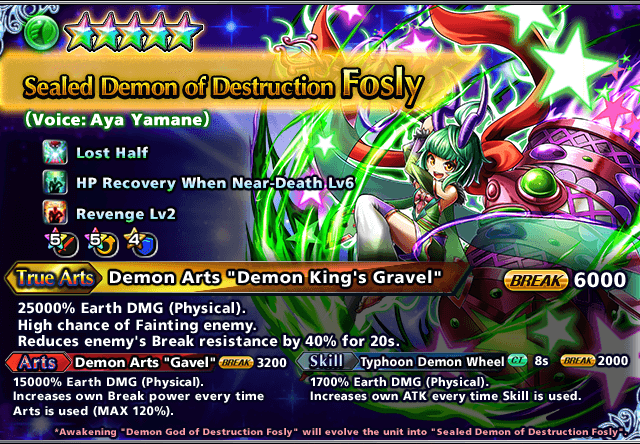 Sealed Demon of Destruction Fosly
(Voice: Aya Yamane)
Lost Half
HP Recovery When Near-Death Lv6
Revenge Lv2
5 5 4
True Arts Demon Arts "Demon King's Gravel" BREAK 6000
25000% Earth DMG (Physical).
High chance of Fainting enemy.
Reduces enemy's Break resistance by 40% for 20s.
Arts Demon Arts "Gavel" BREAK 3200
15000% Earth DMG (Physical).
Increases own Break power every time
Arts is used (MAX 120%).
Skill Typhoon Demon Wheel CT 8s BREAK 2000
1700% Earth DMG (Physical).
Increases own ATK every time Skill is used.
*Awakening "Demon God of Destruction Fosly" will evolve the unit into "Sealed Demon of Destruction Fosly".